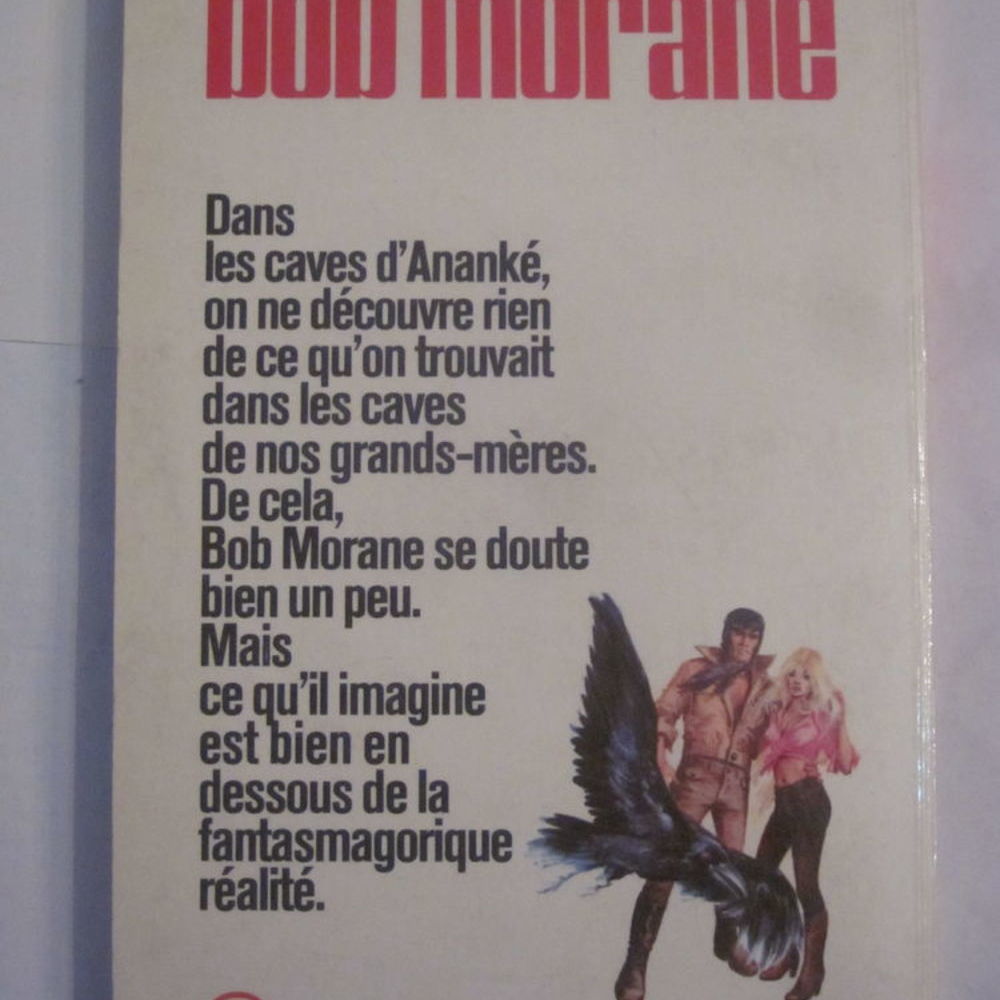 bob morane
Dans
les caves d'Ananké,
on ne découvre rien
de ce qu'on trouvait
dans les caves
de nos grands-mères.
De cela,
Bob Morane se doute
bien un peu.
Mais
ce qu'il imagine
est bien en
dessous de la
fantasmagorique
réalité.